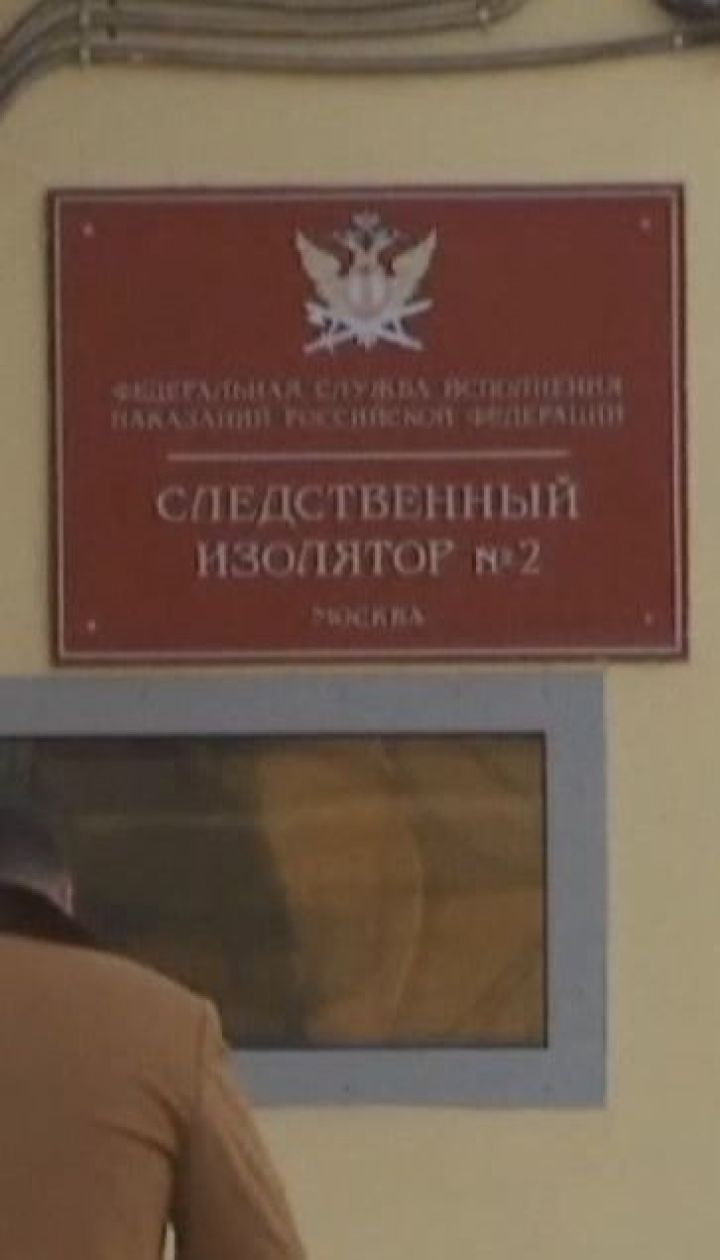 ФЕДЕРАЛЬНАЯ СЛУЖБА ИСПОЛНЕНИЯ
НАКАЗАНИЙ РОССИЙСКОЙ ФЕДЕРАЦИИ
СЛЕДСТВЕННЫЙ
ИЗОЛЯТОР №2
МОСКВА